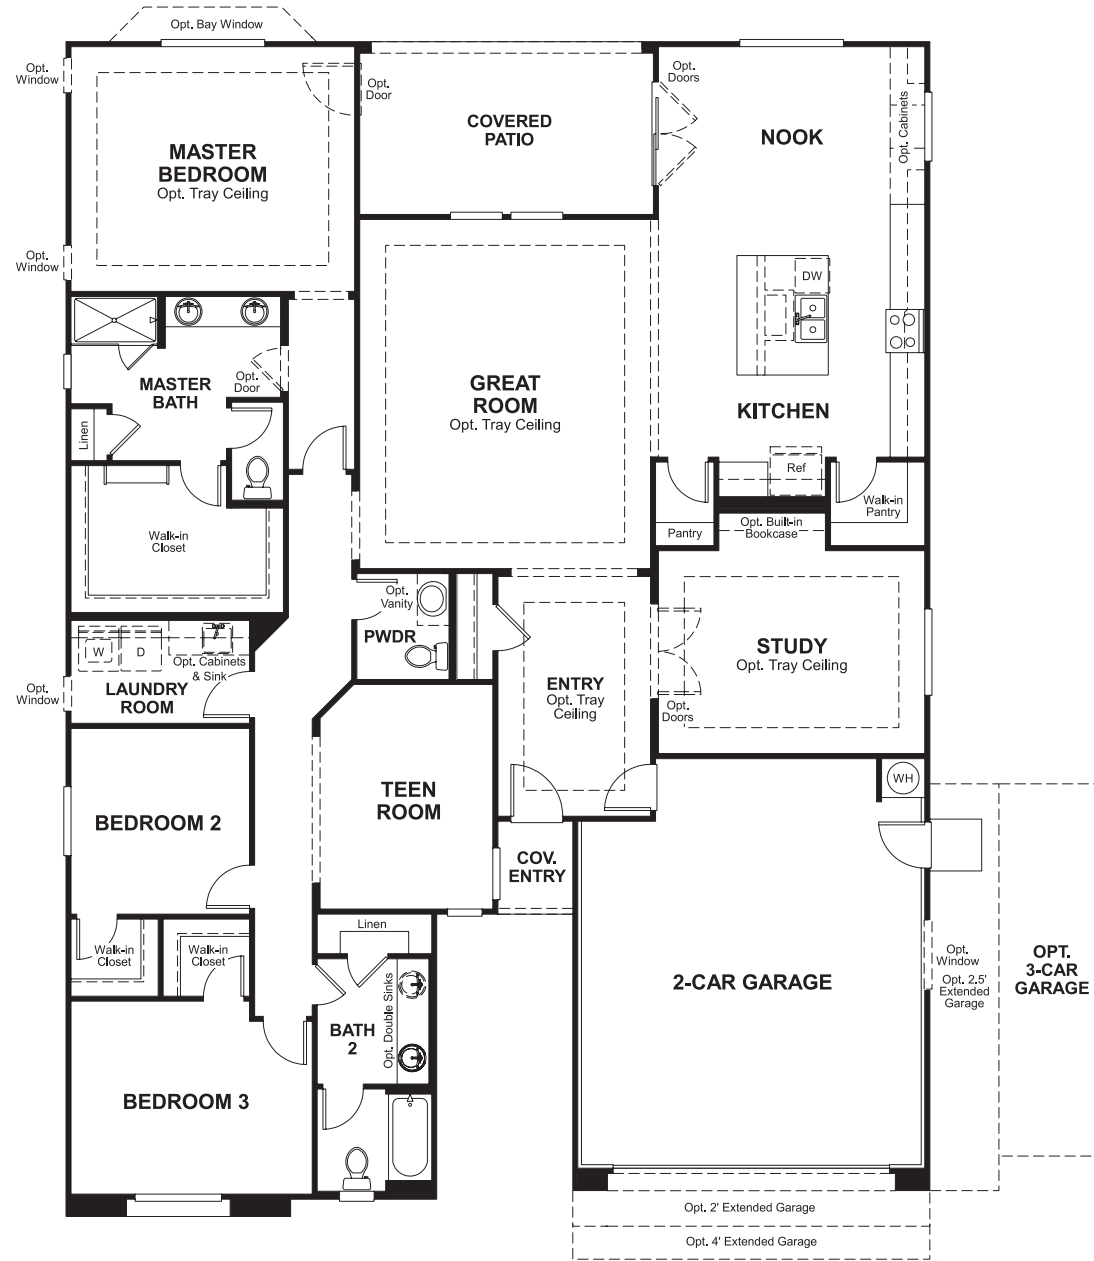 Opt. Bay Window
Opt.
Window
Opt.
Door
Opt.
Doors
COVERED
PATIO
NOOK
Opt. Cabinets
MASTER
BEDROOM
Opt. Tray Ceiling
Opt.
Window
DW
MASTER
BATH
Opt.
Door
GREAT
ROOM
Opt. Tray Ceiling
KITCHEN
Linen
Ref
Walk-in
Pantry
Pantry
Opt. Built-in
Bookcase
Walk-in
Closet
Opt.
Vanity
PWDR
W
D
Opt. Cabinets
& Sink
LAUNDRY
ROOM
Opt.
Window
ENTRY
Opt. Tray
Ceiling
STUDY
Opt. Tray Ceiling
Opt.
Doors
WH
TEEN
ROOM
BEDROOM 2
COV.
ENTRY
Linen
Walk-in
Closet
Walk-in
Closet
Opt. Double Sinks
BATH
2
2-CAR GARAGE
Opt.
Window
Opt. 2.5'
Extended
Garage
OPT.
3-CAR
GARAGE
BEDROOM 3
Opt. 2' Extended Garage
Opt. 4' Extended Garage